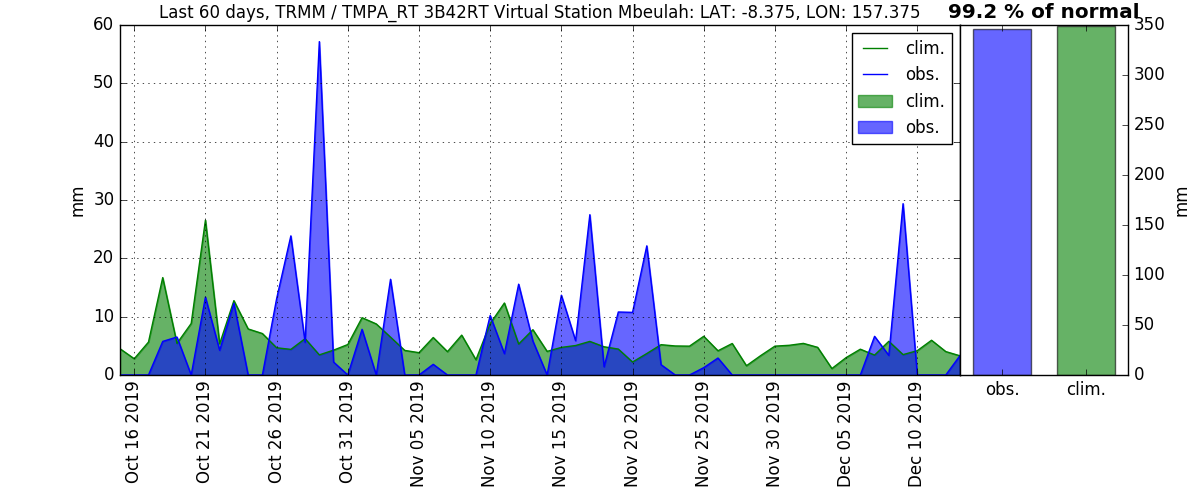 Last 60 days, TRMM / TMPA_RT 3B42RT Virtual Station Mbeulah: LAT: -8.375, LON: 157.375
99.2 % of normal
mm
60
50
40
30
20
10
0
clim.
obs.
clim.
obs.
350
300
250
200
150
100
50
0
mm
Oct 16 2019
Oct 21 2019
Oct 26 2019
Oct 31 2019
Nov 05 2019
Nov 10 2019
Nov 15 2019
Nov 20 2019
Nov 25 2019
Nov 30 2019
Dec 05 2019
Dec 10 2019
obs.
clim.